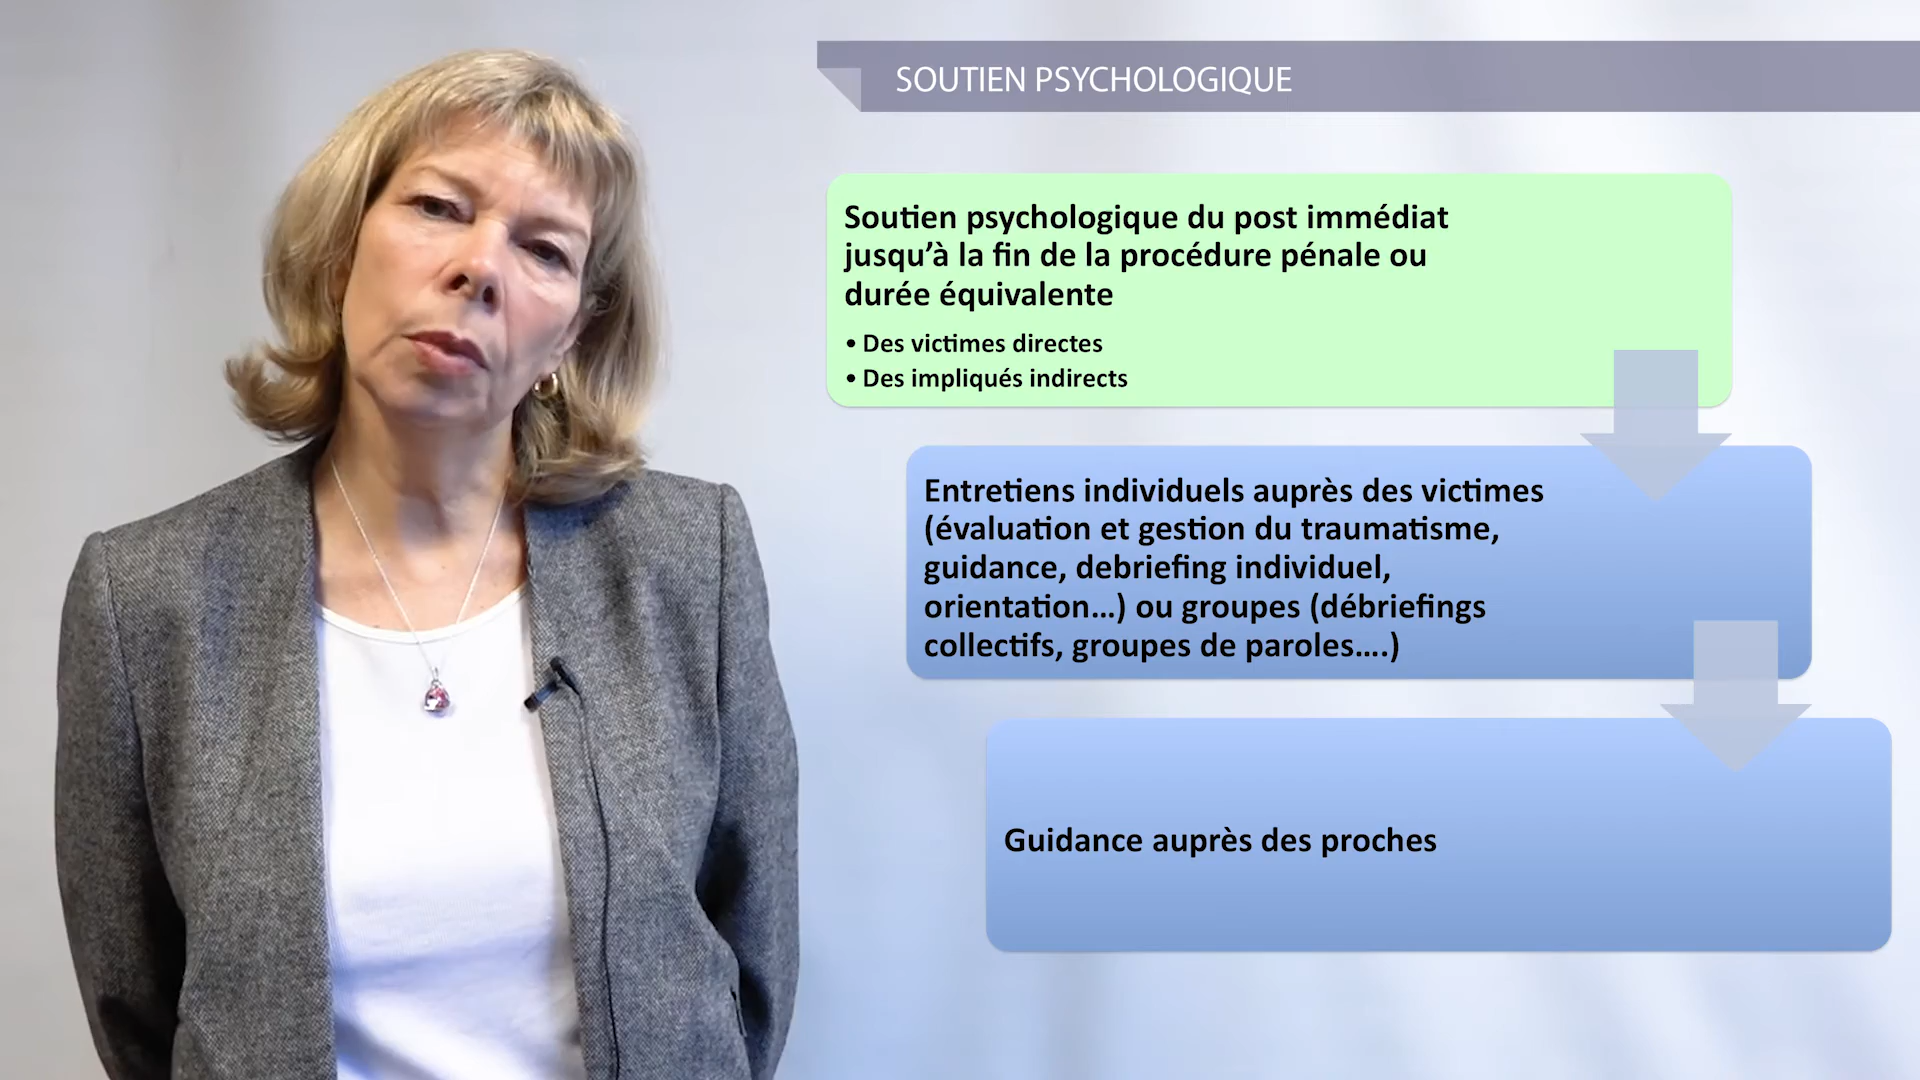 SOUTIEN PSYCHOLOGIQUE
Soutien psychologique du post immédiat
jusqu’à la fin de la procédure pénale ou
durée équivalente
• Des victimes directes
• Des impliqués indirects
Entretiens individuels auprès des victimes
(évaluation et gestion du traumatisme,
guidance, debriefing individuel,
orientation...) ou groupes (débriefings
collectifs, groupes de paroles....)
Guidance auprès des proches